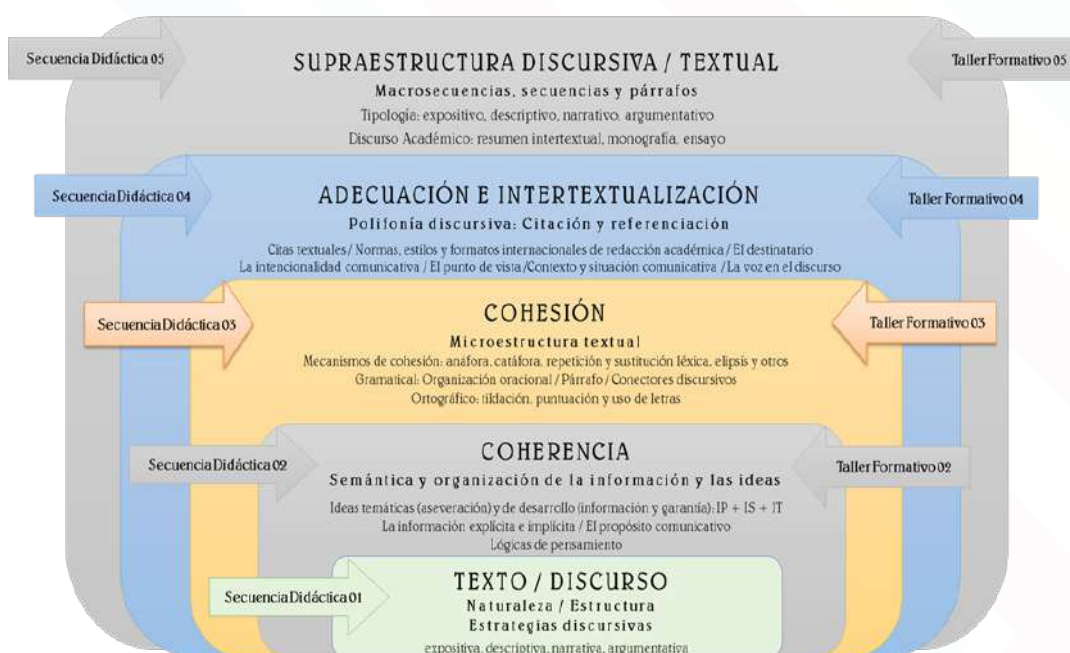 Secuencia Didáctica 05
SUPRAESTRUCTURA DISCURSIVA / TEXTUAL
Taller Formativo 05
Macrosecuencias, secuencias y párrafos
Tipología: expositivo, descriptivo, narrativo, argumentativo
Discurso Académico: resumen intertextual, monografía, ensayo
Secuencia Didáctica 04
ADECUACIÓN E INTERTEXTUALIZACIÓN
Taller Formativo 04
Polifonía discursiva: Citación y referenciación
Citas textuales / Normas, estilos y formatos internacionales de redacción académica / El destinatario
La intencionalidad comunicativa / El punto de vista /Contexto y situación comunicativa / La voz en el discurso
Secuencia Didáctica 03
COHESIÓN
Taller Formativo 03
Microestructura textual
Mecanismos de cohesión: anáfora, catáfora, repetición y sustitución léxica, elipsis y otros
Gramatical: Organización oracional / Párrafo / Conectores discursivos
Ortográfico: tildación, puntuación y uso de letras
Secuencia Didáctica 02
COHERENCIA
Taller Formativo 02
Semántica y organización de la información y las ideas
Ideas temáticas (aseveración) y de desarrollo (información y garantía): IP + IS + IT
La información explícita e implícita / El propósito comunicativo
Lógicas de pensamiento
Secuencia Didáctica 01
TEXTO / DISCURSO
Naturaleza / Estructura
Estrategias discursivas
expositiva, descriptiva, narrativa, argumentativa